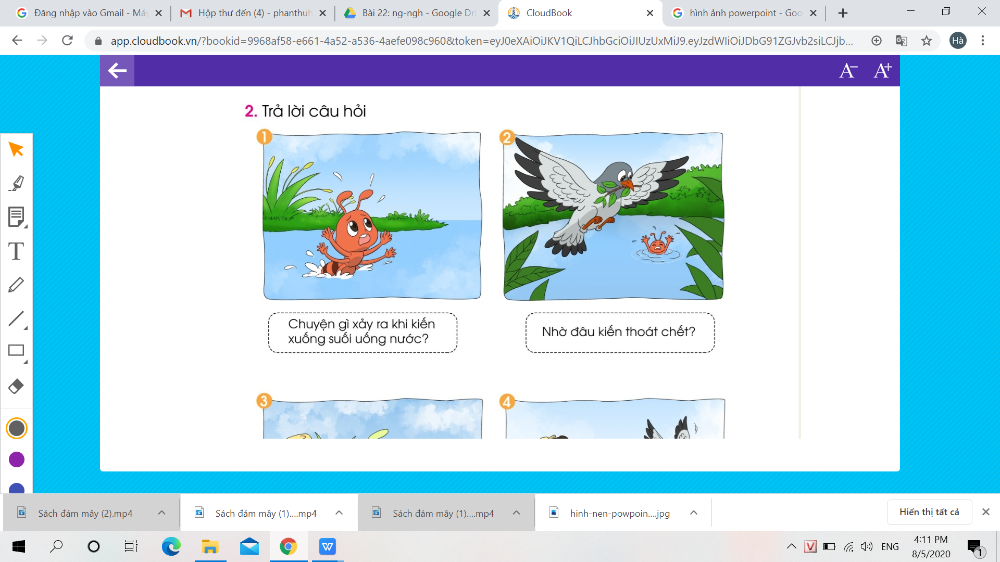 Đăng nhập vào Gmail - Máy
Hộp thư đến (4) - phanthuh
Bài 22: ng-ngh - Google Dri
CloudBook
hình ảnh powerpoint - Goo
app.cloudbook.vn/?bookid=9968af58-e661-4a52-a536-4aefe098c960&token=eyJ0eXAiOiJKV1QiLCJhbGciOiJIUzUxMiJ9.eyJzdWIiOiJDbG91ZGJvb2siLCJjb...
Hà
A- A+
2. Trả lời câu hỏi
1
2
Chuyện gì xảy ra khi kiến
xuống suối uống nước?
Nhờ đâu kiến thoát chết?
3
4
T
Sách đám mây (2).mp4
Sách đám mây (1)....mp4
Sách đám mây (1)....mp4
hinh-nen-powpoin....jpg
Hiển thị tất cả
W
V
ENG
4:11 PM
8/5/2020
1